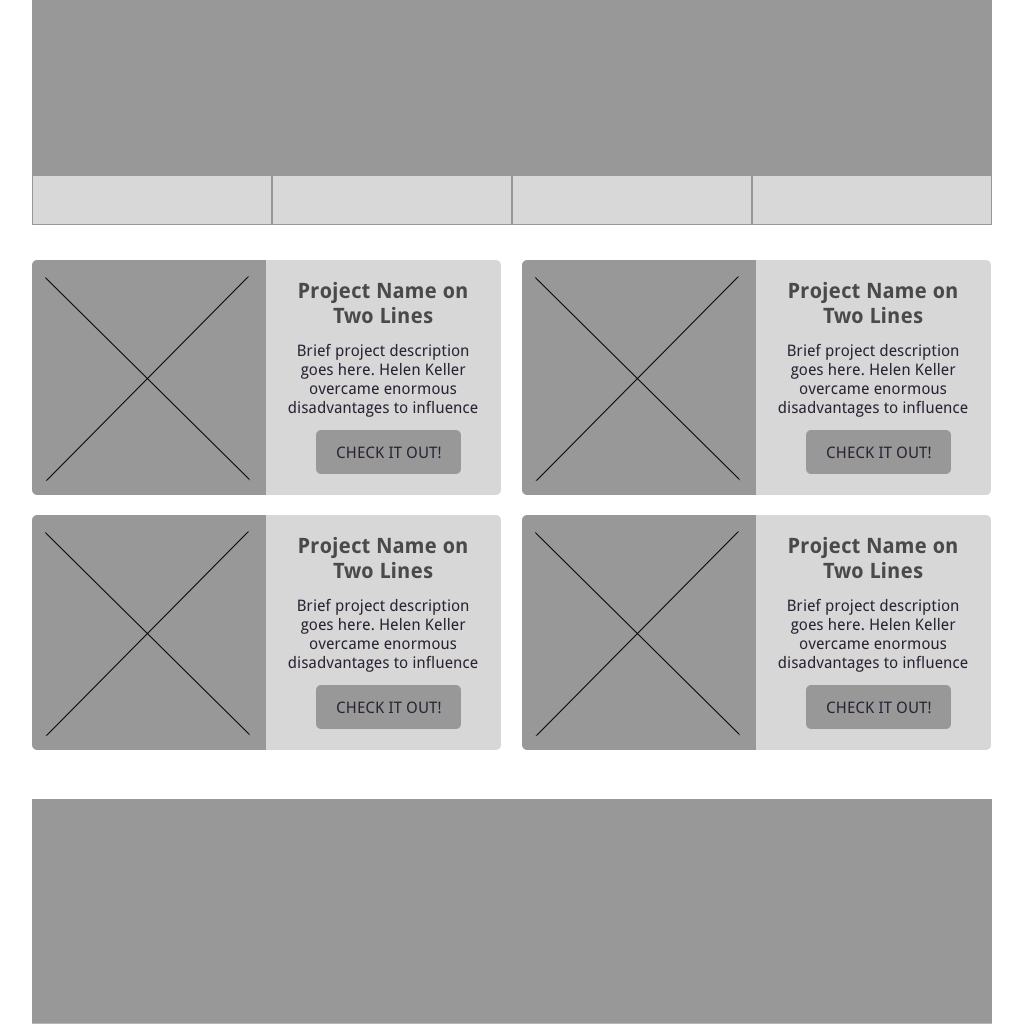 Project Name on
Two Lines
Brief project description
goes here. Helen Keller
overcame enormous
disadvantages to influence
CHECK IT OUT!
Project Name on
Two Lines
Brief project description
goes here. Helen Keller
overcame enormous
disadvantages to influence
CHECK IT OUT!
Project Name on
Two Lines
Brief project description
goes here. Helen Keller
overcame enormous
disadvantages to influence
CHECK IT OUT!
Project Name on
Two Lines
Brief project description
goes here. Helen Keller
overcame enormous
disadvantages to influence
CHECK IT OUT!